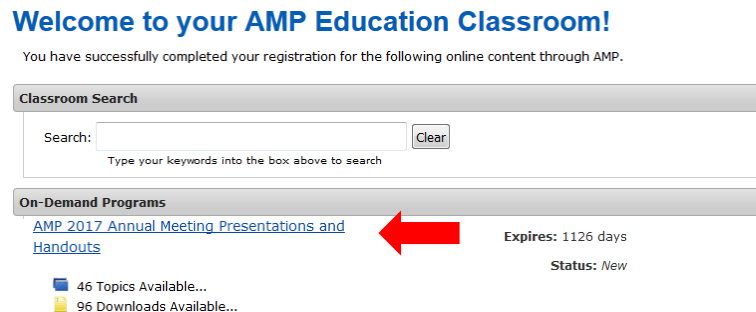 Welcome to your AMP Education Classroom!
You have successfully completed your registration for the following online content through AMP.
Classroom Search
Search:
Clear
Type your keywords into the box above to search
On-Demand Programs
AMP 2017 Annual Meeting Presentations and
Handouts
Expires: 1126 days
Status: New
46 Topics Available...
96 Downloads Available...